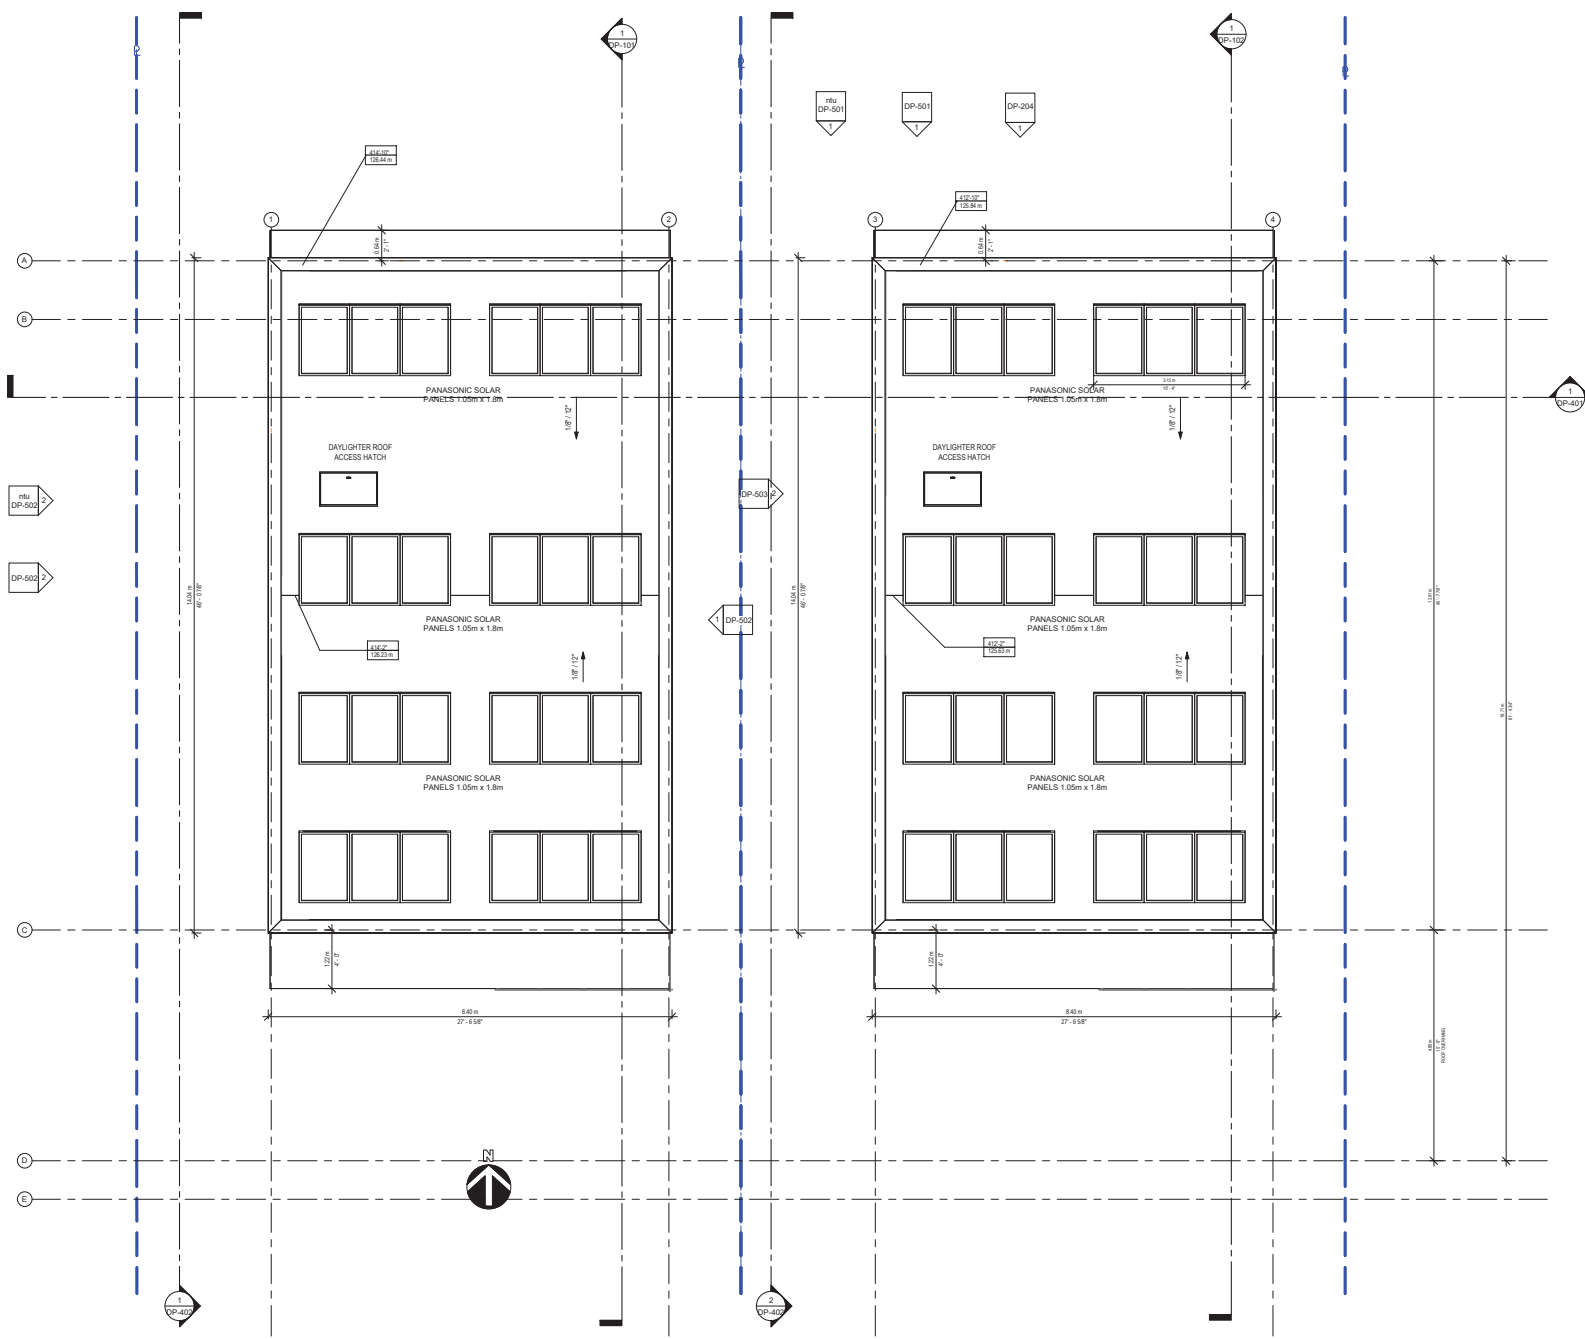 1
DP-101
1
DP-102
ntu
DP-501
1
DP-501
1
DP-204
1
414'-10"
126.44 m
412'-10"
125.84 m
1
2
3
4
0.64 m
2' - 1"
0.64 m
2' - 1"
A
B
PANASONIC SOLAR
PANELS 1.05m x 1.8m
PANASONIC SOLAR
PANELS 1.05m x 1.8m
3.15 m
10' - 4"
1
DP-401
1/8" / 12"
1/8" / 12"
DAYLIGHTER ROOF
ACCESS HATCH
DAYLIGHTER ROOF
ACCESS HATCH
ntu
DP-502
2
DP-503
2
DP-502
2
14.04 m
46' - 0 7/8"
14.04 m
46' - 0 7/8"
1
DP-502
PANASONIC SOLAR
PANELS 1.05m x 1.8m
PANASONIC SOLAR
PANELS 1.05m x 1.8m
414'-2"
126.23 m
412'-2"
125.63 m
1/8" / 12"
1/8" / 12"
PANASONIC SOLAR
PANELS 1.05m x 1.8m
PANASONIC SOLAR
PANELS 1.05m x 1.8m
C
1.22 m
4' - 0"
1.22 m
4' - 0"
8.40 m
27' - 6 5/8"
8.40 m
27' - 6 5/8"
ROOF OVERHANG
D
N
E
1
DP-402
2
DP-402